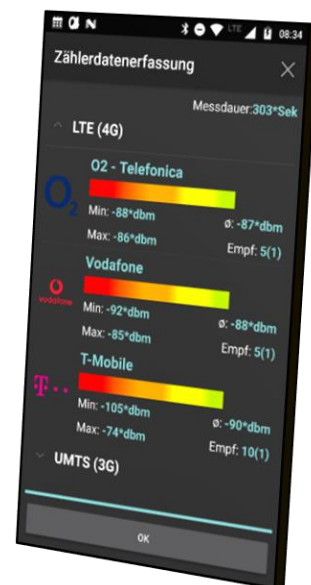 LTE 08:34
Zählerdatenerfassung
Messdauer:303*Sek
LTE (4G)
O2 - Telefonica
O2
Min: -88*dbm ø: -87*dbm
Max: -86*dbm Empf: 5(1)
Vodafone
vodafone
Min: -92*dbm ø: -88*dbm
Max: -85*dbm Empf: 5(1)
T-Mobile
T
Min: -105*dbm ø: -90*dbm
Max: -74*dbm Empf: 10(1)
UMTS (3G)
OK